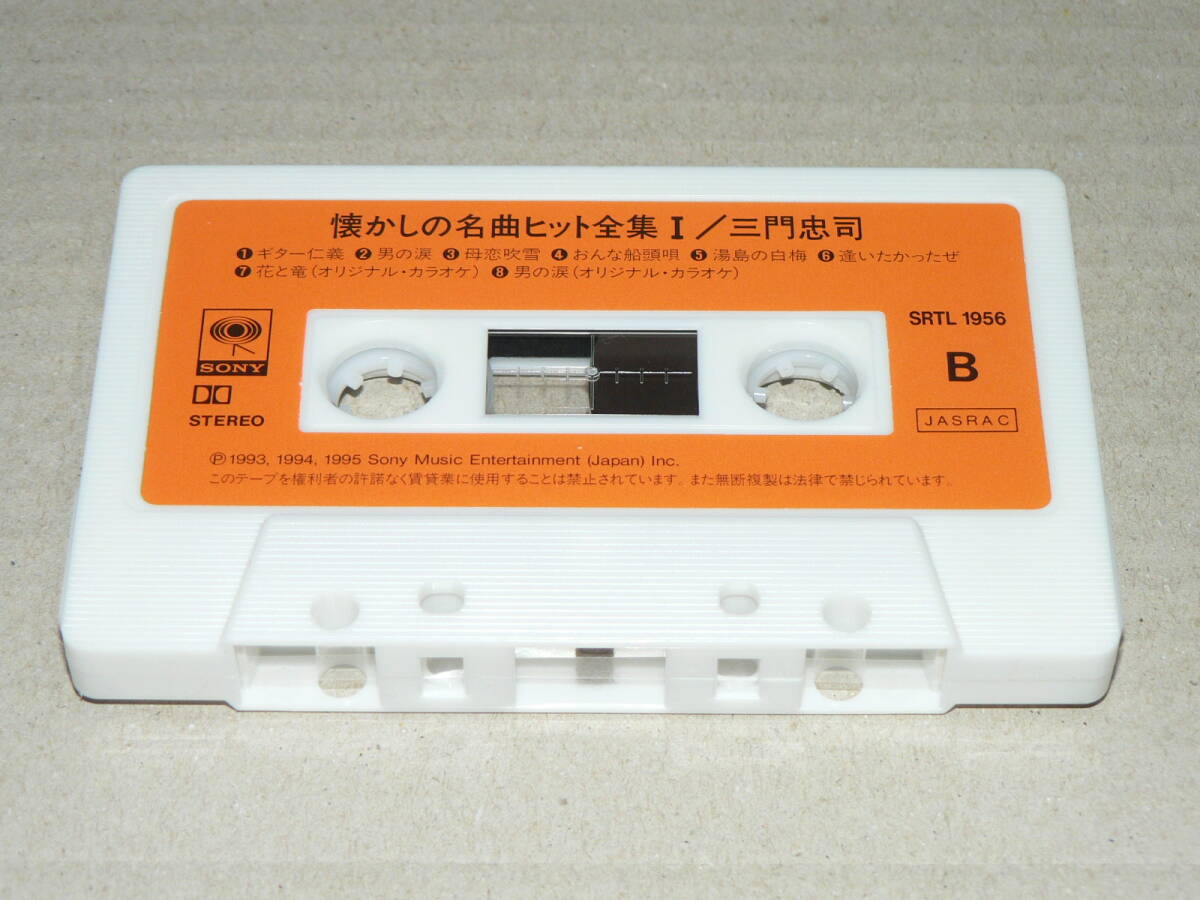 懐かしの名曲ヒット全集 I／三門忠司
❶ギター仁義 ❷男の涙 ❸母恋吹雪 ❹おんな船頭唄 ❺湯島の白梅 ❻逢いたかったぜ
❼花と竜（オリジナル・カラオケ） ❽男の涙（オリジナル・カラオケ）
SONY
STEREO
SRTL 1956
B
JASRAC
Ⓟ1993, 1994, 1995 Sony Music Entertainment (Japan) Inc.
このテープを権利者の許諾なく賃貸業に使用することは禁止されています。また無断複製は法律で禁じられています。